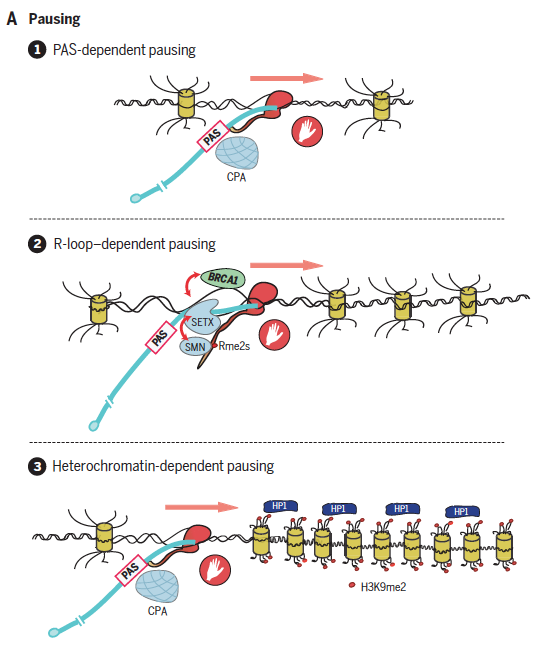 A Pausing
1 PAS-dependent pausing
PAS
CPA
2 R-loop–dependent pausing
BRCA1
SETX
PAS
SMN
Rme2s
3 Heterochromatin-dependent pausing
HP1
HP1
HP1
HP1
PAS
H3K9me2
CPA